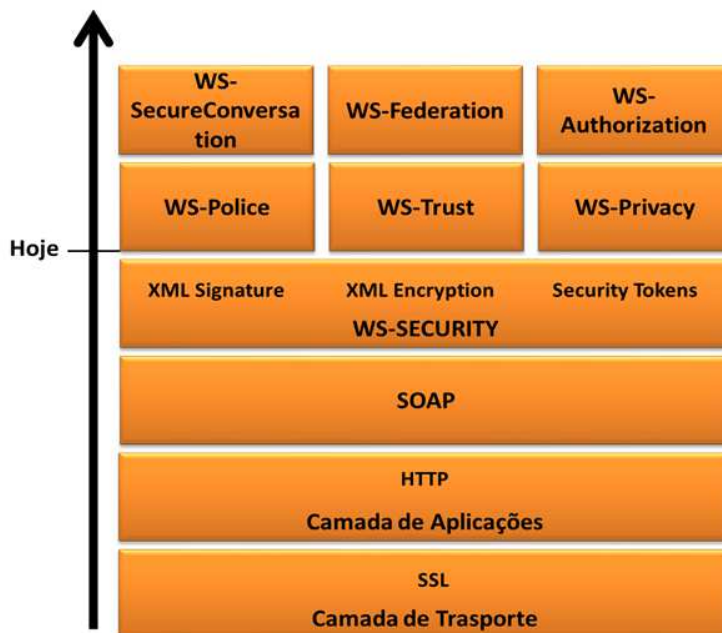 WS-
SecureConversa
tion
WS-Federation
WS-
Authorization
WS-Police
WS-Trust
WS-Privacy
Hoje
XML Signature
XML Encryption
Security Tokens
WS-SECURITY
SOAP
HTTP
Camada de Aplicações
SSL
Camada de Trasporte